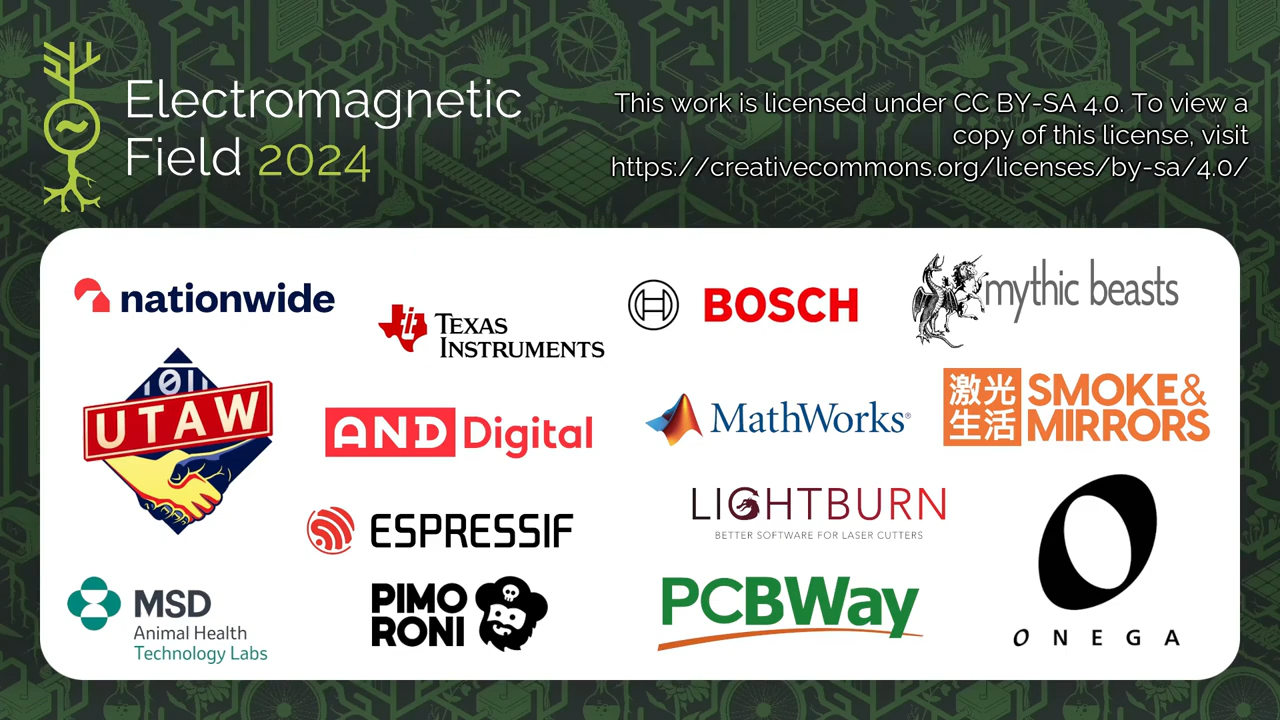 Electromagnetic
Field 2024
This work is licensed under CC BY-SA 4.0. To view a
copy of this license, visit
https://creativecommons.org/licenses/by-sa/4.0/
nationwide
TEXAS
INSTRUMENTS
BOSCH
mythic beasts
101
UTAW
AND Digital
MathWorks®
激光
生活
SMOKE&
MIRRORS
ESPRESSIF
LIGHTBURN
BETTER SOFTWARE FOR LASER CUTTERS
MSD
Animal Health
Technology Labs
PIMO
RONI
PCBWay
ONEGA